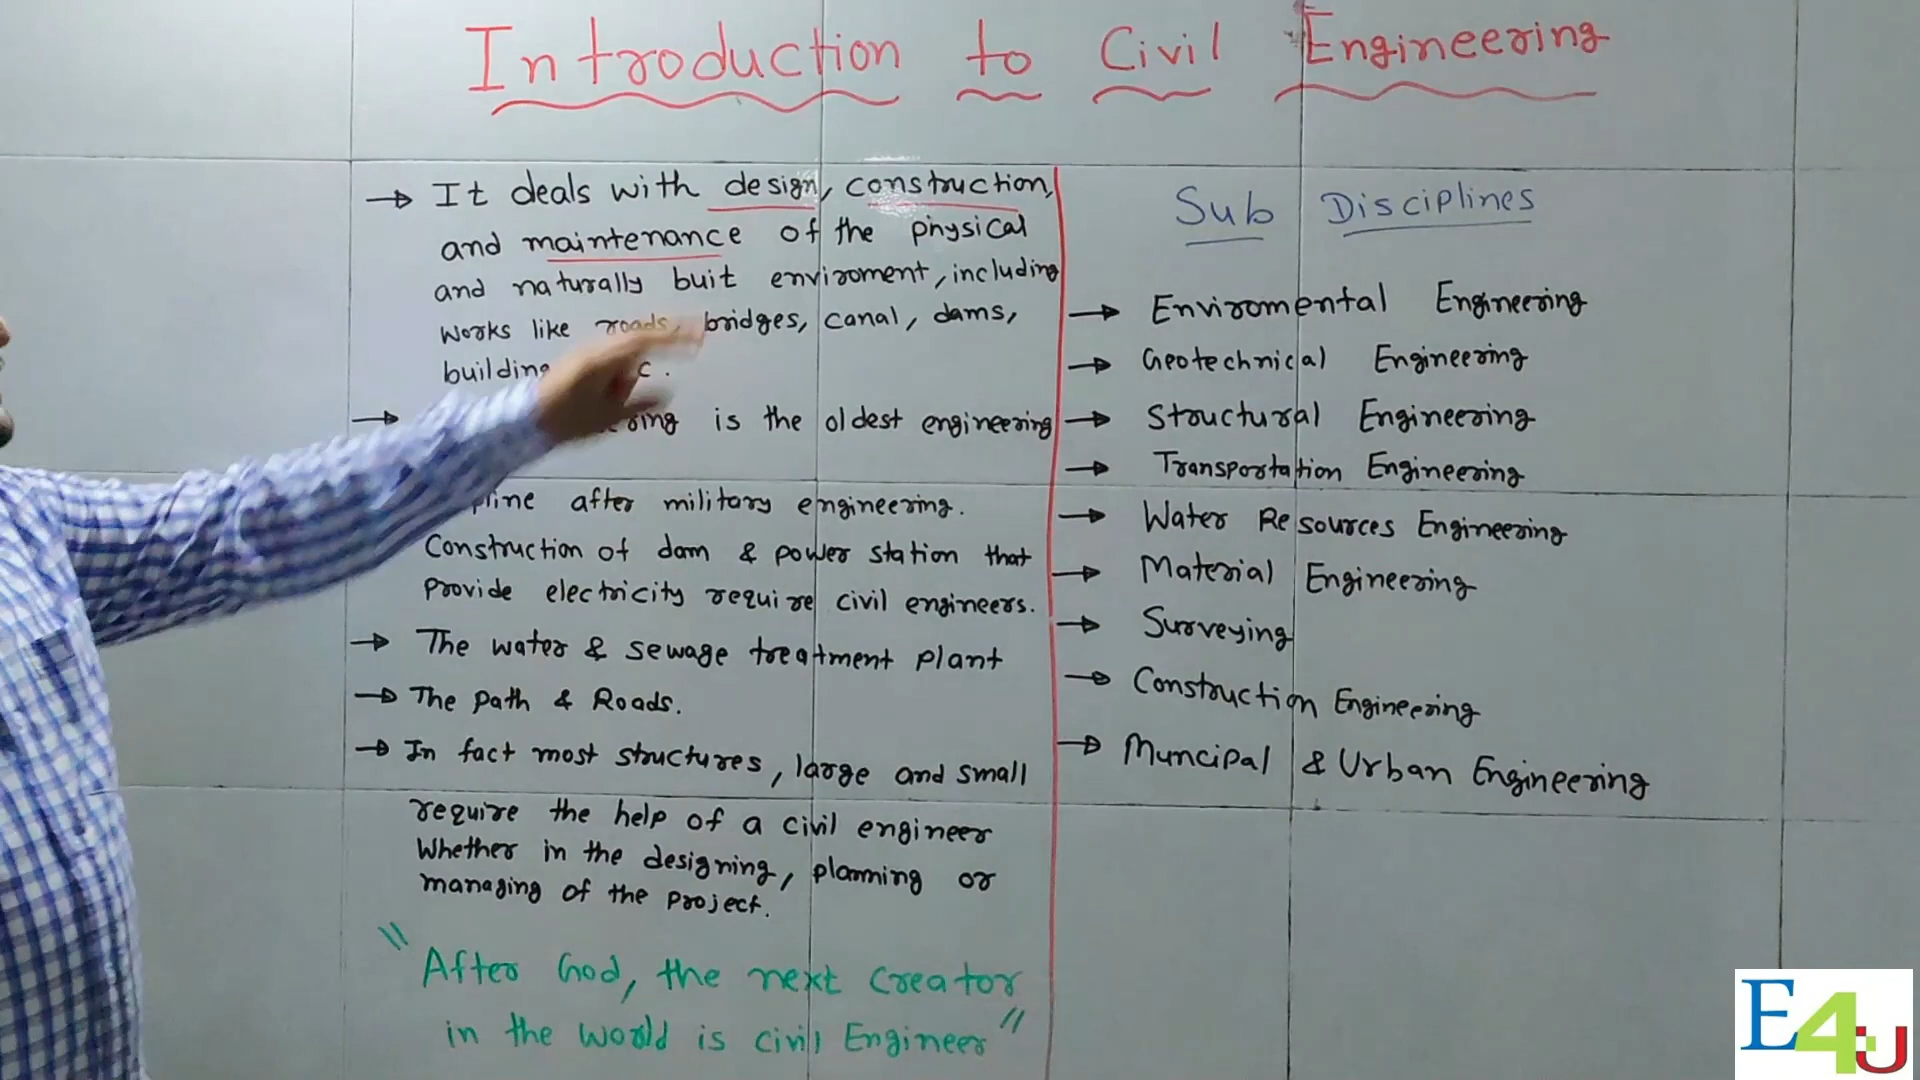 Introduction to Civil Engineering
→ It deals with design, construction,
and maintenance of the physical
and naturally buit enviroment, including
works like roads, bridges, canal, dams,
building
→ is the oldest engineering
after military engineering.
Construction of dam & power station that
provide electricity require civil engineers.
→ The water & sewage treatment plant
→ The Path & Roads.
→ In fact most structures, large and small
require the help of a civil engineer
Whether in the designing, planning or
managing of the project.
"After God, the next creator
in the world is civil Engineer"
Sub Disciplines
→ Enviromental Engineering
→ Geotechnical Engineering
→ Structural Engineering
→ Transportation Engineering
→ Water Resources Engineering
→ Material Engineering
→ Surveying
→ Construction Engineering
→ Muncipal & Urban Engineering
E4U